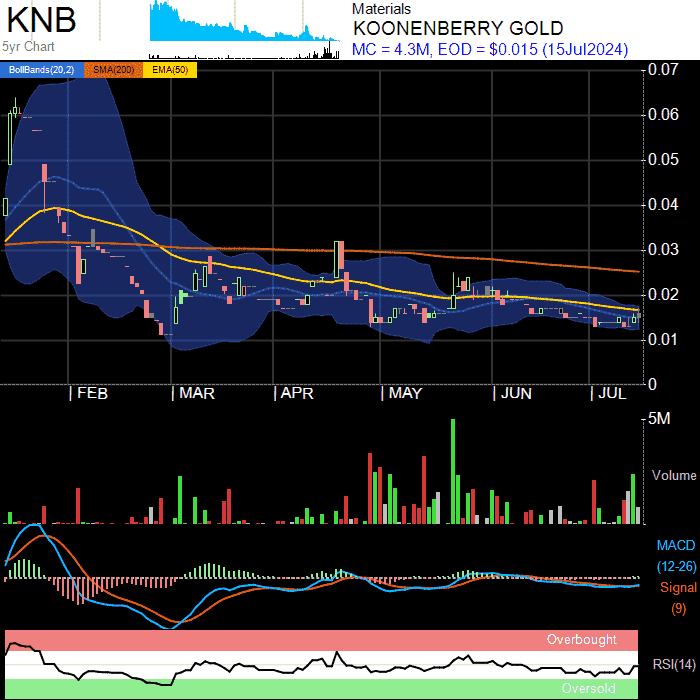 KNB
5yr Chart
Materials
KOONENBERRY GOLD
MC = 4.3M, EOD = $0.015 (15Jul2024)
BollBands(20,2) SMA(200) EMA(50)
0.07
0.06
0.05
0.04
0.03
0.02
0.01
0
| FEB | MAR | APR | MAY | JUN | JUL
5M
Volume
MACD
(12-26)
Signal
(9)
Overbought
RSI(14)
Oversold